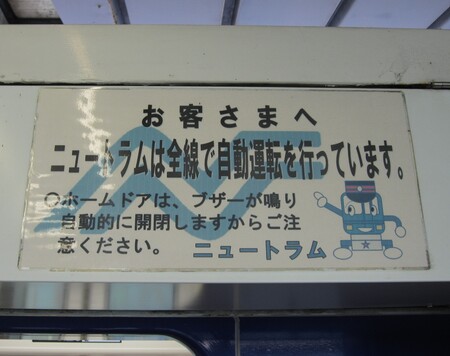 お客さまへ
ニュートラムは全線で自動運転を行っています。
○ホームドアは、ブザーが鳴り
自動的に開閉しますからご注
意ください。
ニュートラム